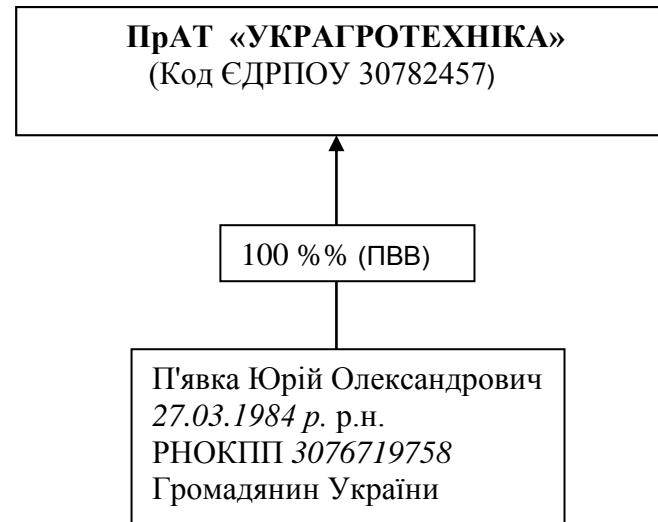 ПрАТ «УКРАГРОТЕХНІКА»
(Код ЄДРПОУ 30782457)
100 %% (ПВВ)
П'явка Юрій Олександрович
27.03.1984 р. р.н.
РНОКПП 3076719758
Громадянин України